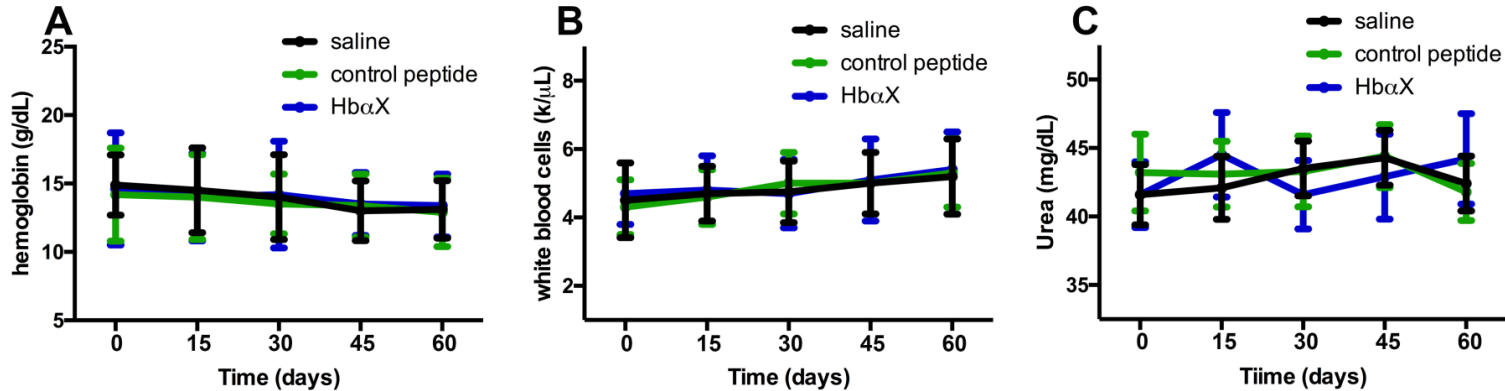 A
hemoglobin (g/dL)
25
20
15
10
5
saline
control peptide
HbαX
0 15 30 45 60
Time (days)
B
white blood cells (k/μL)
8
6
4
2
saline
control peptide
HbαX
0 15 30 45 60
Time (days)
C
Urea (mg/dL)
50
45
40
35
saline
control peptide
HbαX
0 15 30 45 60
Tiime (days)